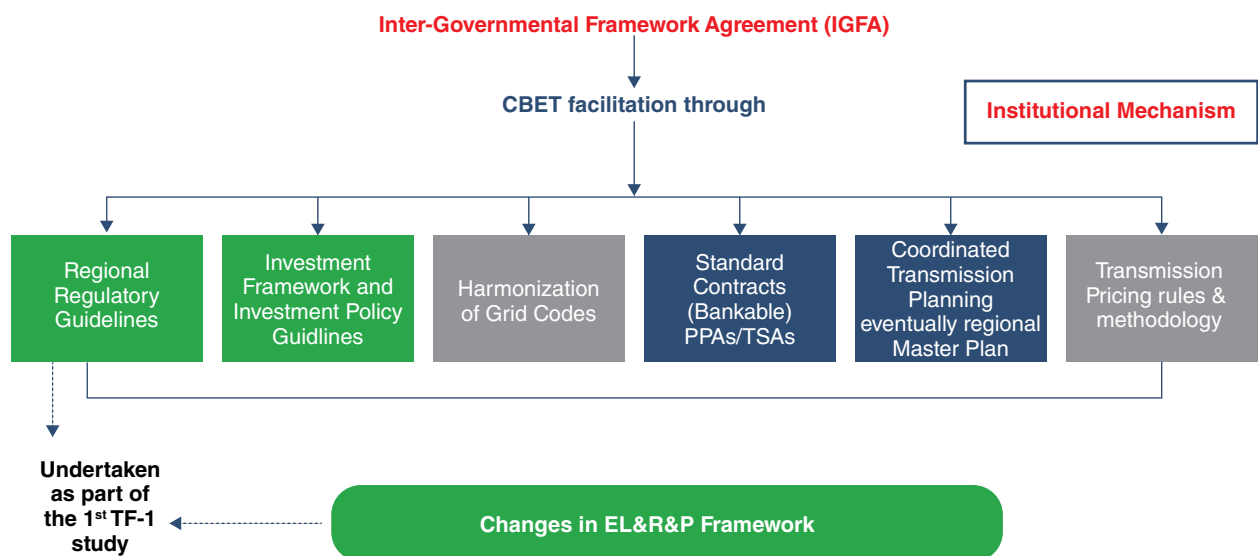 Inter-Governmental Framework Agreement (IGFA)
CBET facilitation through
Institutional Mechanism
Regional
Regulatory
Guidelines
Investment
Framework and
Investment Policy
Guidlines
Harmonization
of Grid Codes
Standard
Contracts
(Bankable)
PPAs/TSAs
Coordinated
Transmission
Planning
eventually regional
Master Plan
Transmission
Pricing rules &
methodology
Undertaken
as part of
the 1st TF-1
study
Changes in EL&R&P Framework